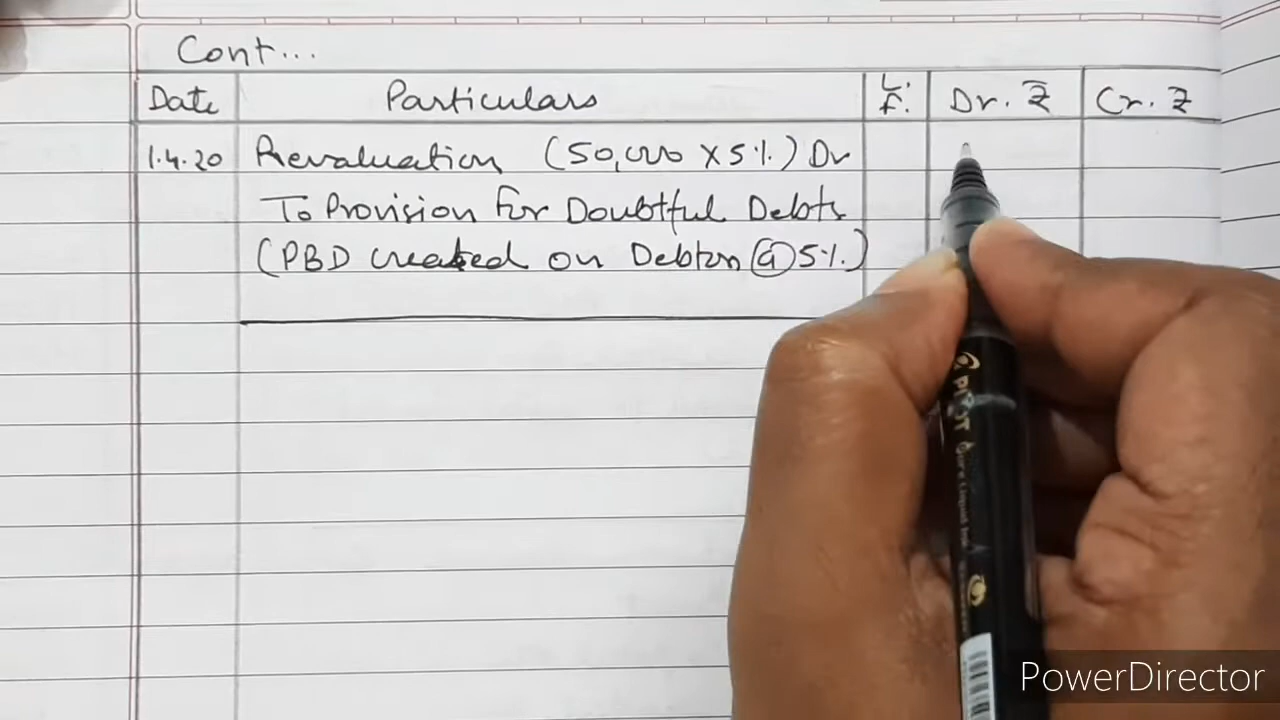 Cont...
Date Particulars L.F. Dr. ₹ Cr. ₹
1.4.20 Revaluation (50,000 X 5%) Dr
To Provision for Doubtful Debts
(PBD created on Debtors @ 5%.)
PILOT
PowerDirector